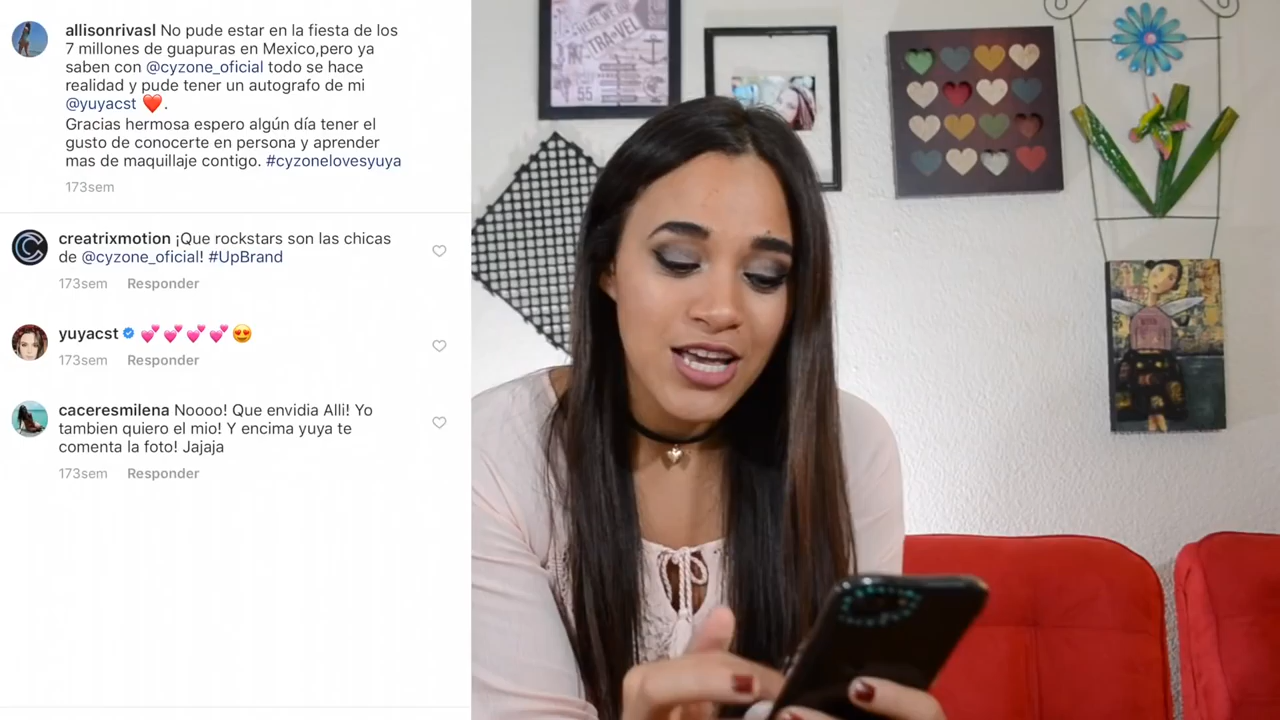 allisonrivasl No pude estar en la fiesta de los
7 millones de guapuras en Mexico,pero ya
saben con @cyzone_oficial todo se hace
realidad y pude tener un autografo de mi
@yuyacst ❤️.
Gracias hermosa espero algún día tener el
gusto de conocerte en persona y aprender
mas de maquillaje contigo. #cyzonelovesyuya
173sem
creatrixmotion ¡Que rockstars son las chicas
de @cyzone_oficial! #UpBrand
173sem Responder
yuyacst 💕💕💕💕😍
173sem Responder
caceresmilena Noooo! Que envidia Alli! Yo
tambien quiero el mio! Y encima yuya te
comenta la foto! Jajaja
173sem Responder
TRAVEL
55